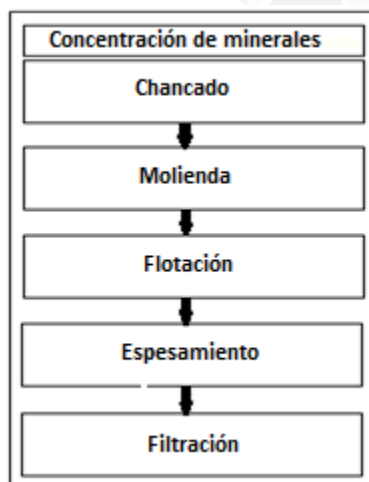 Concentración de minerales
Chancado
Molienda
Flotación
Espesamiento
Filtración